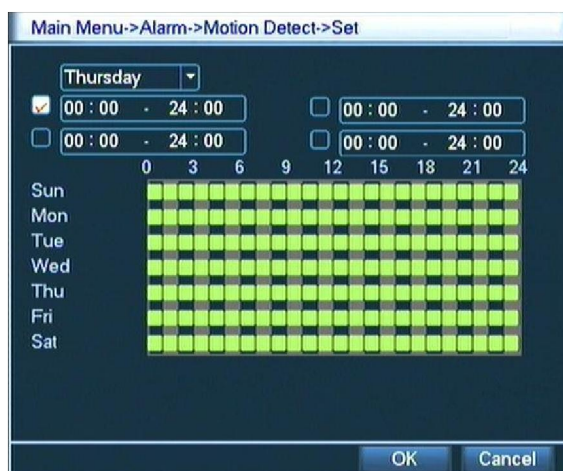 Main Menu->Alarm->Motion Detect->Set
Thursday
00 : 00 - 24 : 00 00 : 00 - 24 : 00
00 : 00 - 24 : 00 00 : 00 - 24 : 00
0 3 6 9 12 15 18 21 24
Sun
Mon
Tue
Wed
Thu
Fri
Sat
OK Cancel